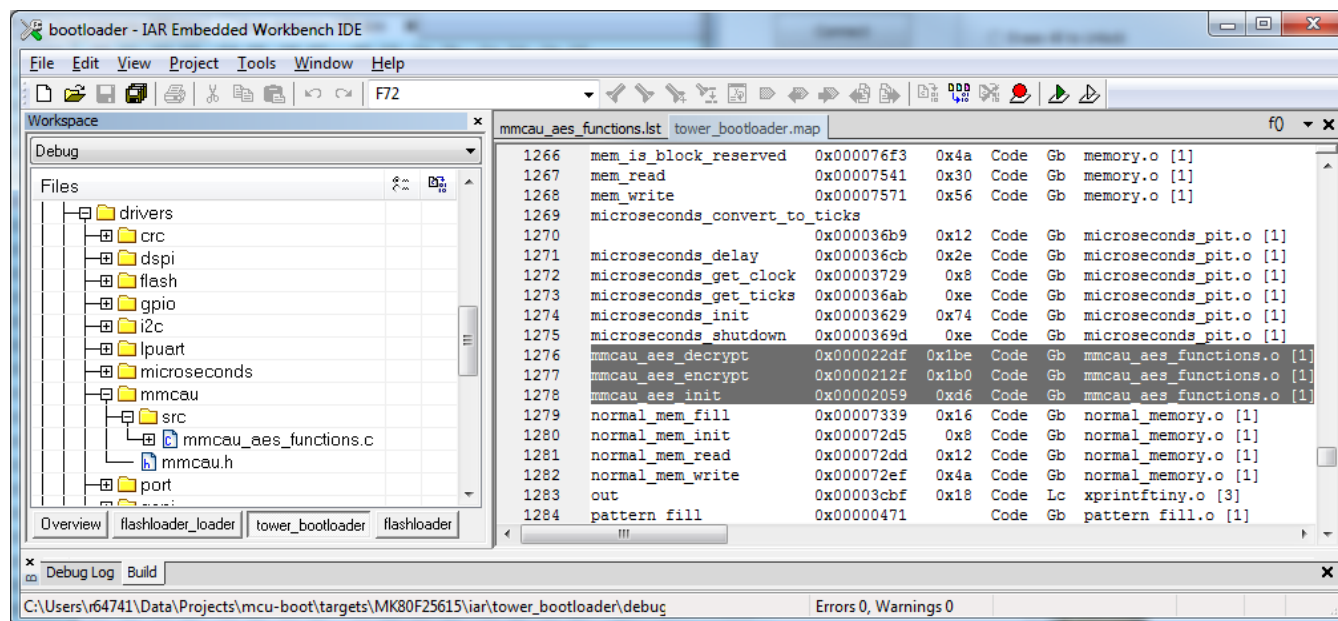 bootloader - IAR Embedded Workbench IDE
File Edit View Project Tools Window Help
F72
Workspace
Debug
Files
drivers
crc
dspi
flash
gpio
i2c
lpuart
microseconds
mmcau
src
mmcau_aes_functions.c
mmcau.h
port
Overview flashloader_loader tower_bootloader flashloader
mmcau_aes_functions.lst tower_bootloader.map f()
1266 mem_is_block_reserved 0x000076f3 0x4a Code Gb memory.o [1]
1267 mem_read 0x00007541 0x30 Code Gb memory.o [1]
1268 mem_write 0x00007571 0x56 Code Gb memory.o [1]
1269 microseconds_convert_to_ticks
1270 0x000036b9 0x12 Code Gb microseconds_pit.o [1]
1271 microseconds_delay 0x000036cb 0x2e Code Gb microseconds_pit.o [1]
1272 microseconds_get_clock 0x00003729 0x8 Code Gb microseconds_pit.o [1]
1273 microseconds_get_ticks 0x000036ab 0xe Code Gb microseconds_pit.o [1]
1274 microseconds_init 0x00003629 0x74 Code Gb microseconds_pit.o [1]
1275 microseconds_shutdown 0x0000369d 0xe Code Gb microseconds_pit.o [1]
1276 mmcau_aes_decrypt 0x000022df 0x1be Code Gb mmcau_aes_functions.o [1]
1277 mmcau_aes_encrypt 0x0000212f 0x1b0 Code Gb mmcau_aes_functions.o [1]
1278 mmcau_aes_init 0x00002059 0xd6 Code Gb mmcau_aes_functions.o [1]
1279 normal_mem_fill 0x00007339 0x16 Code Gb normal_memory.o [1]
1280 normal_mem_init 0x000072d5 0x8 Code Gb normal_memory.o [1]
1281 normal_mem_read 0x000072dd 0x12 Code Gb normal_memory.o [1]
1282 normal_mem_write 0x000072ef 0x4a Code Gb normal_memory.o [1]
1283 out 0x00003cbf 0x18 Code Lc xprintftiny.o [3]
1284 pattern_fill 0x00000471 Code Gb pattern_fill.o [1]
Debug Log Build
C:\Users\r64741\Data\Projects\mcu-boot\targets\MK80F25615\iar\tower_bootloader\debug Errors 0, Warnings 0